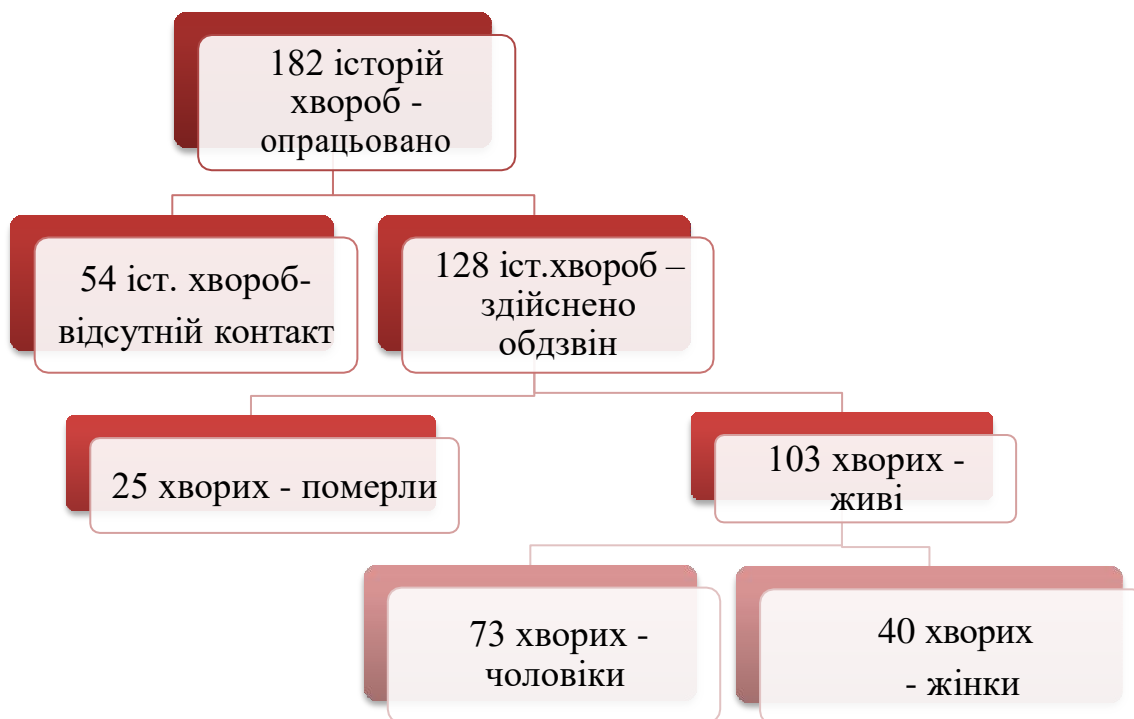 182 історій
хвороб -
опрацьовано
54 іст. хвороб-
відсутній контакт
128 іст.хвороб –
здійснено
обдзвін
25 хворих - померли
103 хворих -
живі
73 хворих -
чоловіки
40 хворих
- жінки